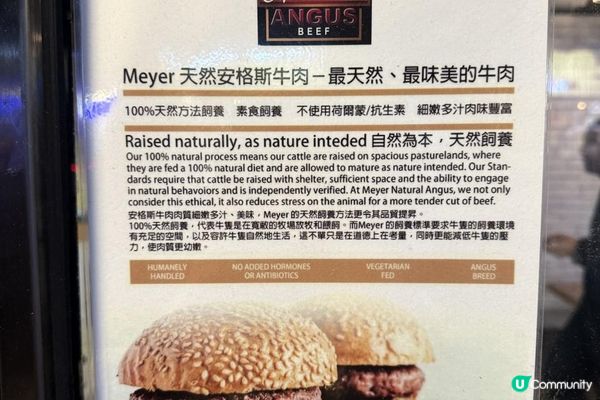 ANGUS
BEEF
Meyer 天然安格斯牛肉－最天然、最味美的牛肉
100%天然方法飼養 素食飼養 不使用荷爾蒙/抗生素 細嫩多汁肉味豐富
Raised naturally, as nature inteded 自然為本，天然飼養
Our 100% natural process means our cattle are raised on spacious pasturelands, where
they are fed a 100% natural diet and are allowed to mature as nature intended. Our Stan-
dards require that cattle be raised with shelter, sufficient space and the ability to engage
in natural behavoiors and is independently verified. At Meyer Natural Angus, we not only
consider this ethical, it also reduces stress on the animal for a more tender cut of beef.
安格斯牛肉肉質細嫩多汁、美味，Meyer 的天然飼養方法更令其品質提昇。
100%天然飼養，代表牛隻是在寬敞的牧場放牧和餵飼。而Meyer 的飼養標準要求牛隻的飼養環境
有充足的空間，以及容許牛隻自然地生活，這不單只是在道德上在考量，同時更能減低牛隻的壓
力，使肉質更幼嫩。
HUMANELY
HANDLED
NO ADDED HORMONES
OR ANTIBIOTICS
VEGETARIAN
FED
ANGUS
BREED
U Community